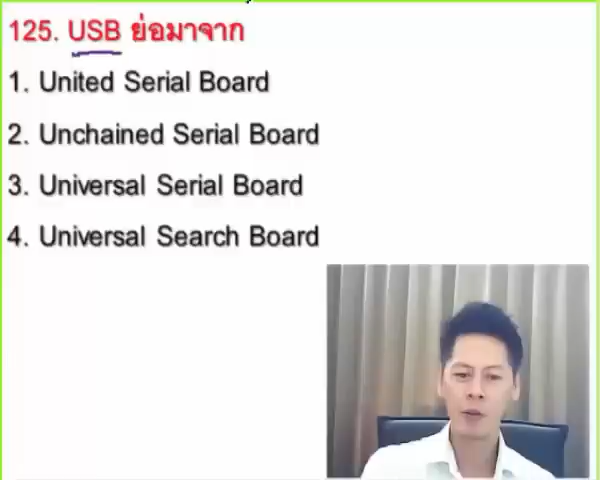 125. USB ย่อมาจาก
1. United Serial Board
2. Unchained Serial Board
3. Universal Serial Board
4. Universal Search Board